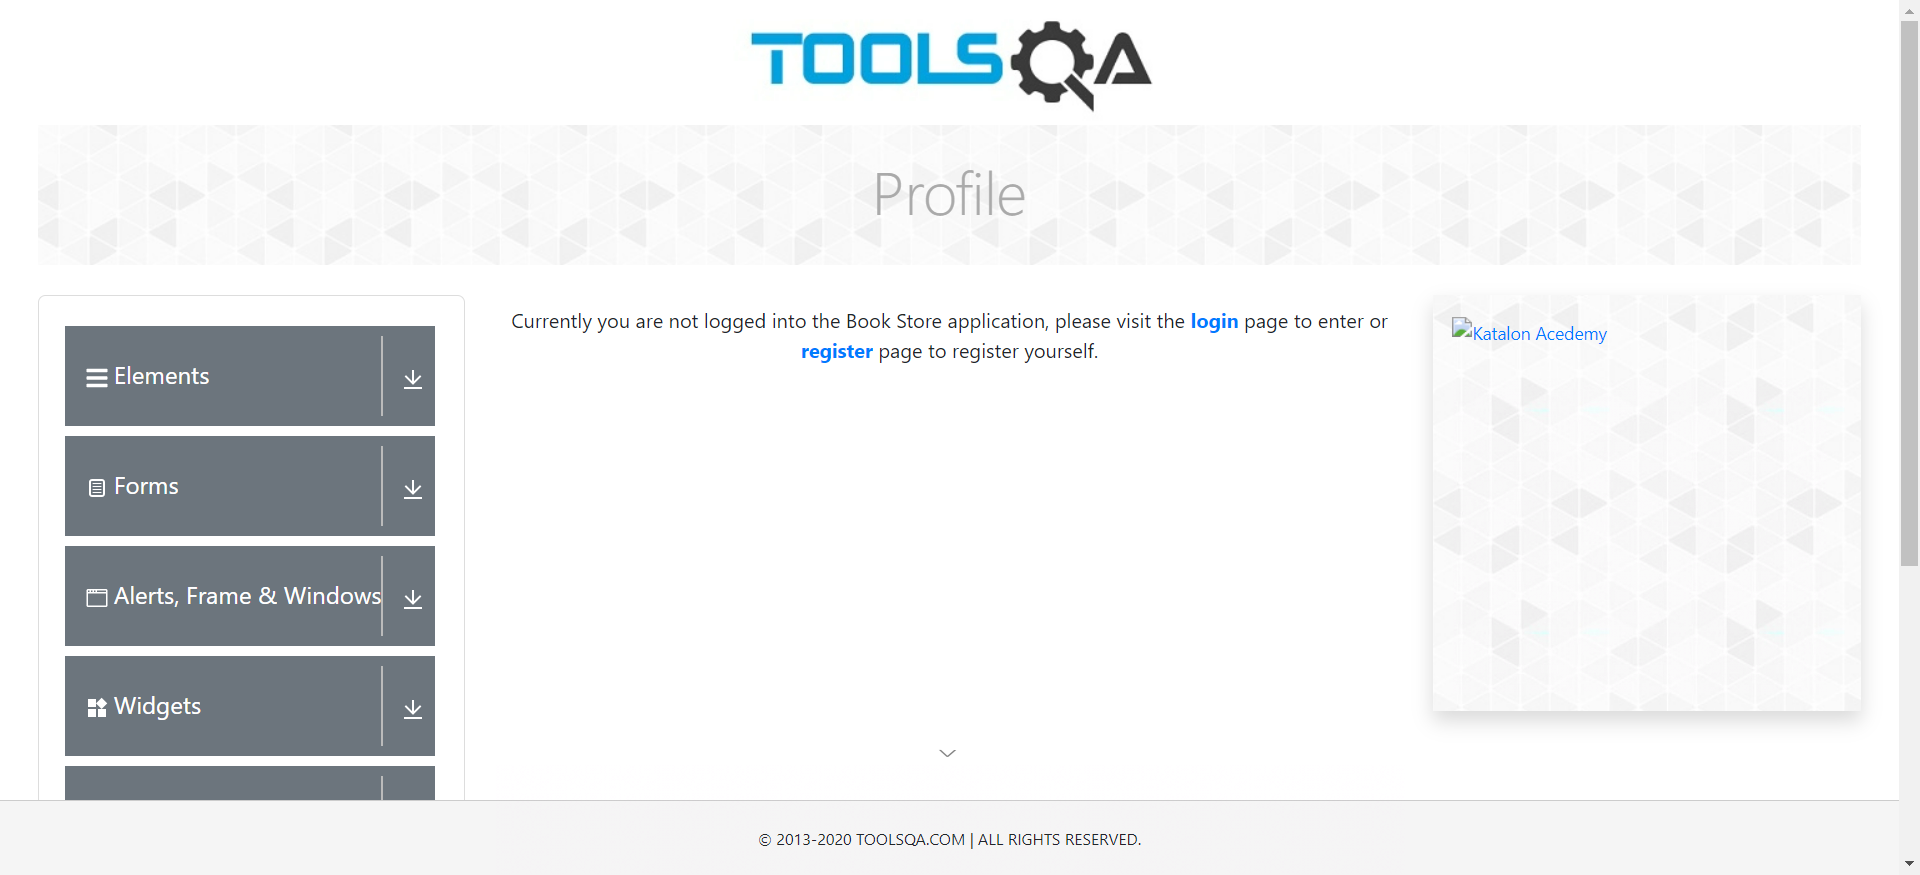 TOOLSQA
Profile
Elements
Forms
Alerts, Frame & Windows
Widgets
Currently you are not logged into the Book Store application, please visit the login page to enter or
register page to register yourself.
Katalon Acedemy
© 2013-2020 TOOLSQA.COM | ALL RIGHTS RESERVED.